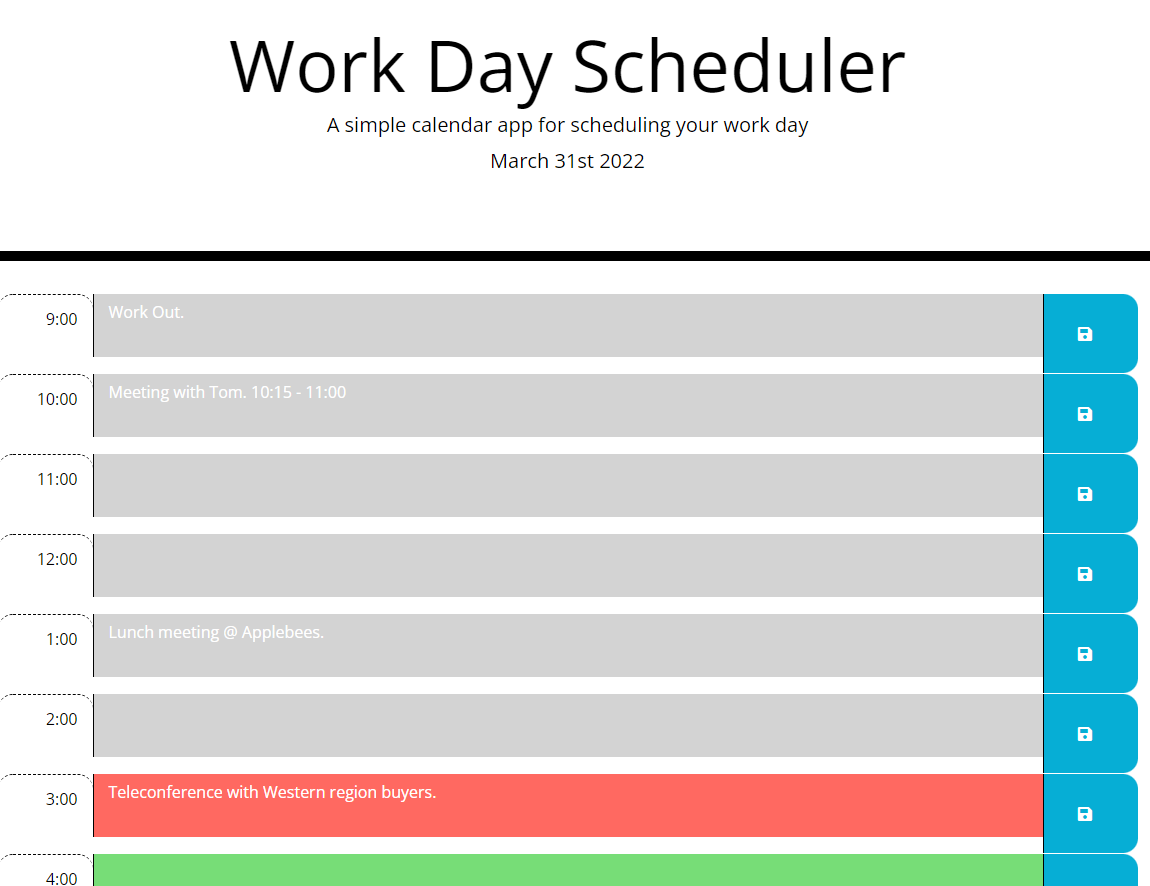 Work Day Scheduler
A simple calendar app for scheduling your work day
March 31st 2022
9:00 Work Out.
10:00 Meeting with Tom. 10:15 - 11:00
11:00
12:00
1:00 Lunch meeting @ Applebees.
2:00
3:00 Teleconference with Western region buyers.
4:00